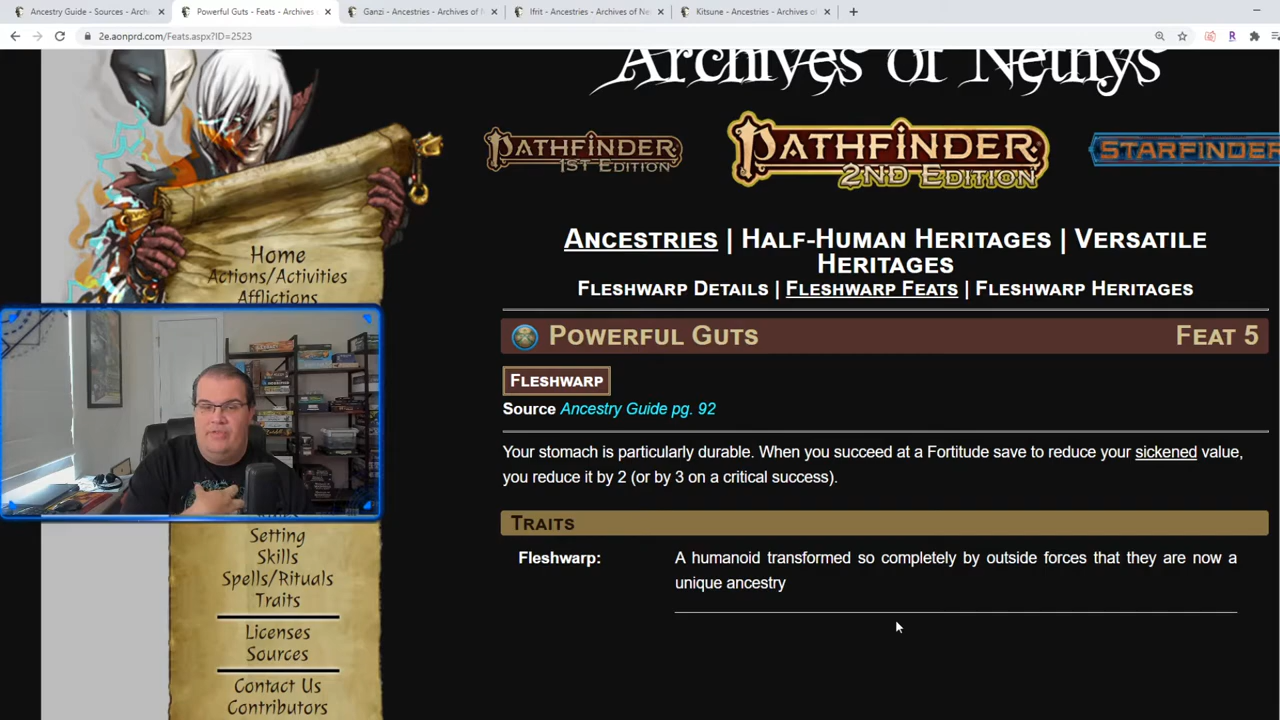 Ancestry Guide - Sources - Arch
Powerful Guts - Feats - Archives
Ganzi - Ancestries - Archives of N
Ifrit - Ancestries - Archives of Ne
Kitsune - Ancestries - Archives of
2e.aonprd.com/Feats.aspx?ID=2523
Archives of Nethys
PATHFINDER
1ST EDITION
PATHFINDER
2ND EDITION
STARFINDER
Home
Actions/Activities
Afflictions
ANCESTRIES | HALF-HUMAN HERITAGES | VERSATILE
HERITAGES
FLESHWARP DETAILS | FLESHWARP FEATS | FLESHWARP HERITAGES
POWERFUL GUTS FEAT 5
FLESHWARP
Source Ancestry Guide pg. 92
Your stomach is particularly durable. When you succeed at a Fortitude save to reduce your sickened value,
you reduce it by 2 (or by 3 on a critical success).
TRAITS
Fleshwarp: A humanoid transformed so completely by outside forces that they are now a
unique ancestry
Setting
Skills
Spells/Rituals
Traits
Licenses
Sources
Contact Us
Contributors